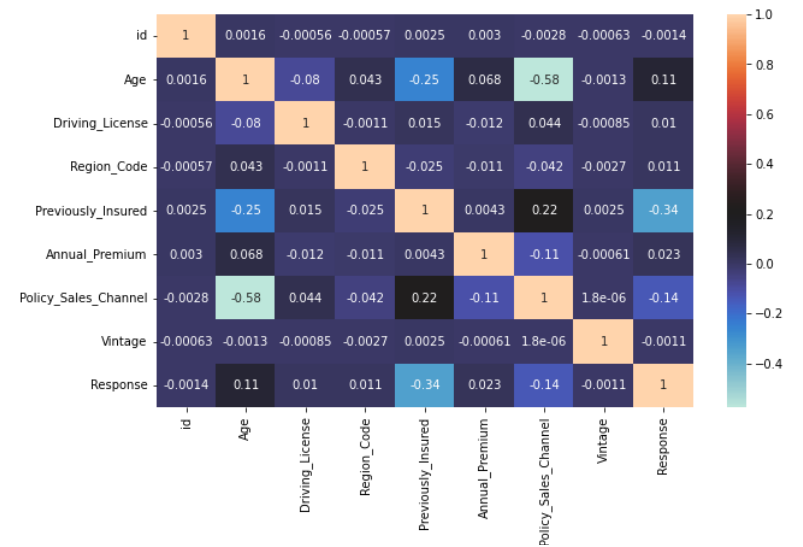 id 1 0.0016 -0.00056 -0.00057 0.0025 0.003 -0.0028 -0.00063 -0.0014
Age 0.0016 1 -0.08 0.043 -0.25 0.068 -0.58 -0.0013 0.11
Driving_License -0.00056 -0.08 1 -0.0011 0.015 -0.012 0.044 -0.00085 0.01
Region_Code -0.00057 0.043 -0.0011 1 -0.025 -0.011 -0.042 -0.0027 0.011
Previously_Insured 0.0025 -0.25 0.015 -0.025 1 0.0043 0.22 0.0025 -0.34
Annual_Premium 0.003 0.068 -0.012 -0.011 0.0043 1 -0.11 -0.00061 0.023
Policy_Sales_Channel -0.0028 -0.58 0.044 -0.042 0.22 -0.11 1 1.8e-06 -0.14
Vintage -0.00063 -0.0013 -0.00085 -0.0027 0.0025 -0.00061 1.8e-06 1 -0.0011
Response -0.0014 0.11 0.01 0.011 -0.34 0.023 -0.14 -0.0011 1
id
Age
Driving_License
Region_Code
Previously_Insured
Annual_Premium
Policy_Sales_Channel
Vintage
Response
1.0
0.8
0.6
0.4
0.2
0.0
−0.2
−0.4